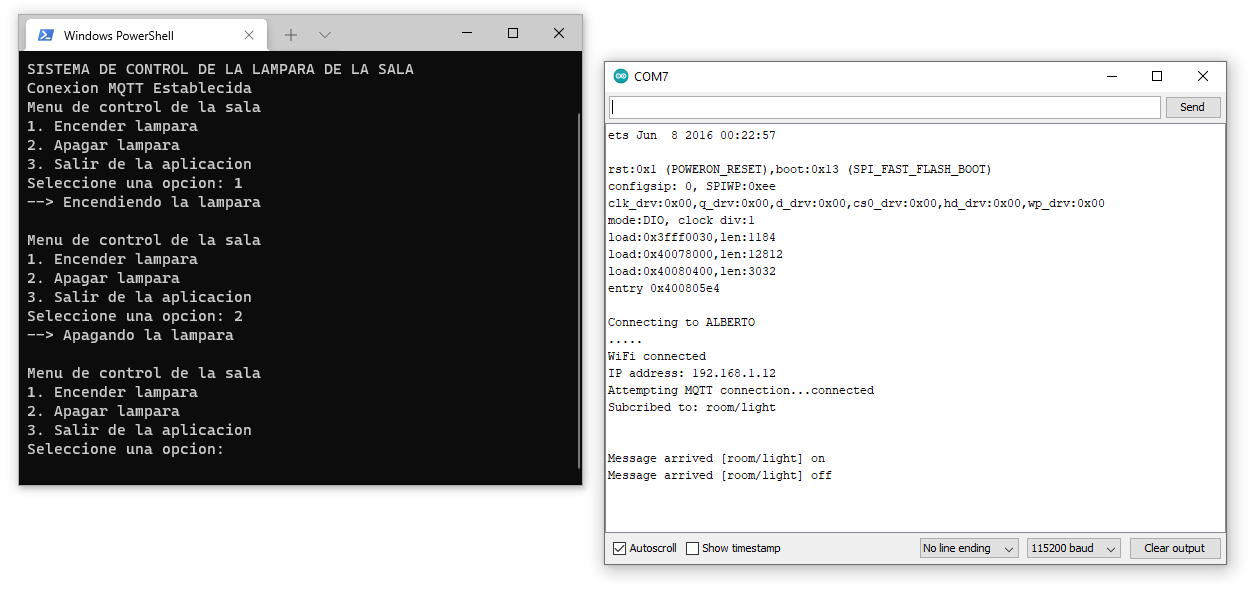 Windows PowerShell
SISTEMA DE CONTROL DE LA LAMPARA DE LA SALA
Conexion MQTT Establecida
Menu de control de la sala
1. Encender lampara
2. Apagar lampara
3. Salir de la aplicacion
Seleccione una opcion: 1
--> Encendiendo la lampara
Menu de control de la sala
1. Encender lampara
2. Apagar lampara
3. Salir de la aplicacion
Seleccione una opcion: 2
--> Apagando la lampara
Menu de control de la sala
1. Encender lampara
2. Apagar lampara
3. Salir de la aplicacion
Seleccione una opcion:
COM7
Send
ets Jun  8 2016 00:22:57
rst:0x1 (POWERON_RESET),boot:0x13 (SPI_FAST_FLASH_BOOT)
configsip: 0, SPIWP:0xee
clk_drv:0x00,q_drv:0x00,d_drv:0x00,cs0_drv:0x00,hd_drv:0x00,wp_drv:0x00
mode:DIO, clock div:1
load:0x3fff0030,len:1184
load:0x40078000,len:12812
load:0x40080400,len:3032
entry 0x400805e4
Connecting to ALBERTO
.....
WiFi connected
IP address: 192.168.1.12
Attempting MQTT connection...connected
Subcribed to: room/light
Message arrived [room/light] on
Message arrived [room/light] off
Autoscroll Show timestamp No line ending 115200 baud Clear output